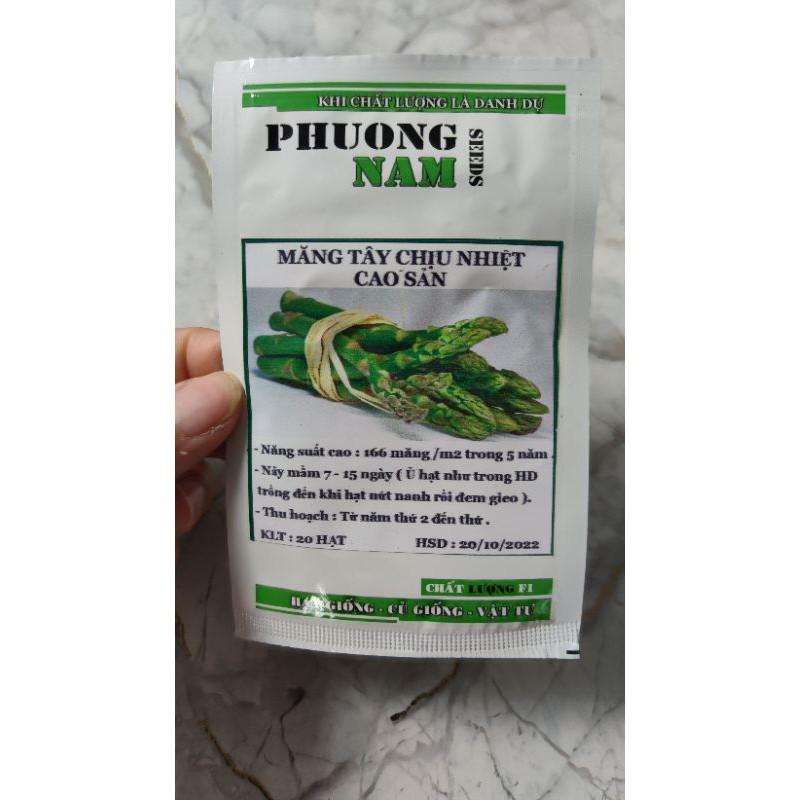 KHI CHẤT LƯỢNG LÀ DANH DỰ
PHUONG
NAM
SEEDS
MĂNG TÂY CHỊU NHIỆT
CAO SẢN
- Năng suất cao : 166 măng /m2 trong 5 năm .
- Nảy mầm 7 - 15 ngày ( Ủ hạt như trong HD
trồng đến khi hạt nứt nanh rồi đem gieo ).
- Thu hoạch : Từ năm thứ 2 đến thứ .
KLT : 20 HẠT HSD : 20/10/2022
CHẤT LƯỢNG F1
HẠT GIỐNG - CỦ GIỐNG - VẬT TƯ